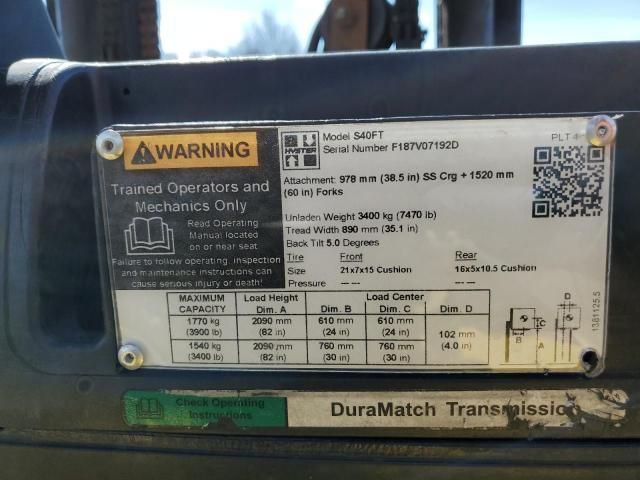 WARNING
Trained Operators and
Mechanics Only
Read Operating
Manual located
on or near seat.
Failure to follow operating, inspection
and maintenance instructions can
cause serious injury or death!
HYSTER
Model S40FT
Serial Number F187V07192D
PLT 4
Attachment: 978 mm (38.5 in) SS Crg + 1520 mm
(60 in) Forks
Unladen Weight 3400 kg (7470 lb)
Tread Width 890 mm (35.1 in)
Back Tilt 5.0 Degrees
Tire Front Rear
Size 21x7x15 Cushion 16x5x10.5 Cushion
Pressure --- --- --- ---
MAXIMUM CAPACITY Load Height Dim. A Dim. B Load Center Dim. C Dim. D
1770 kg 2090 mm 610 mm 610 mm
(3900 lb) (82 in) (24 in) (24 in)
102 mm
(4.0 in)
1540 kg 2090 mm 760 mm 760 mm
(3400 lb) (82 in) (30 in) (30 in)
D
C
B A
1381125.5
Check Operating
Instructions
DuraMatch Transmission